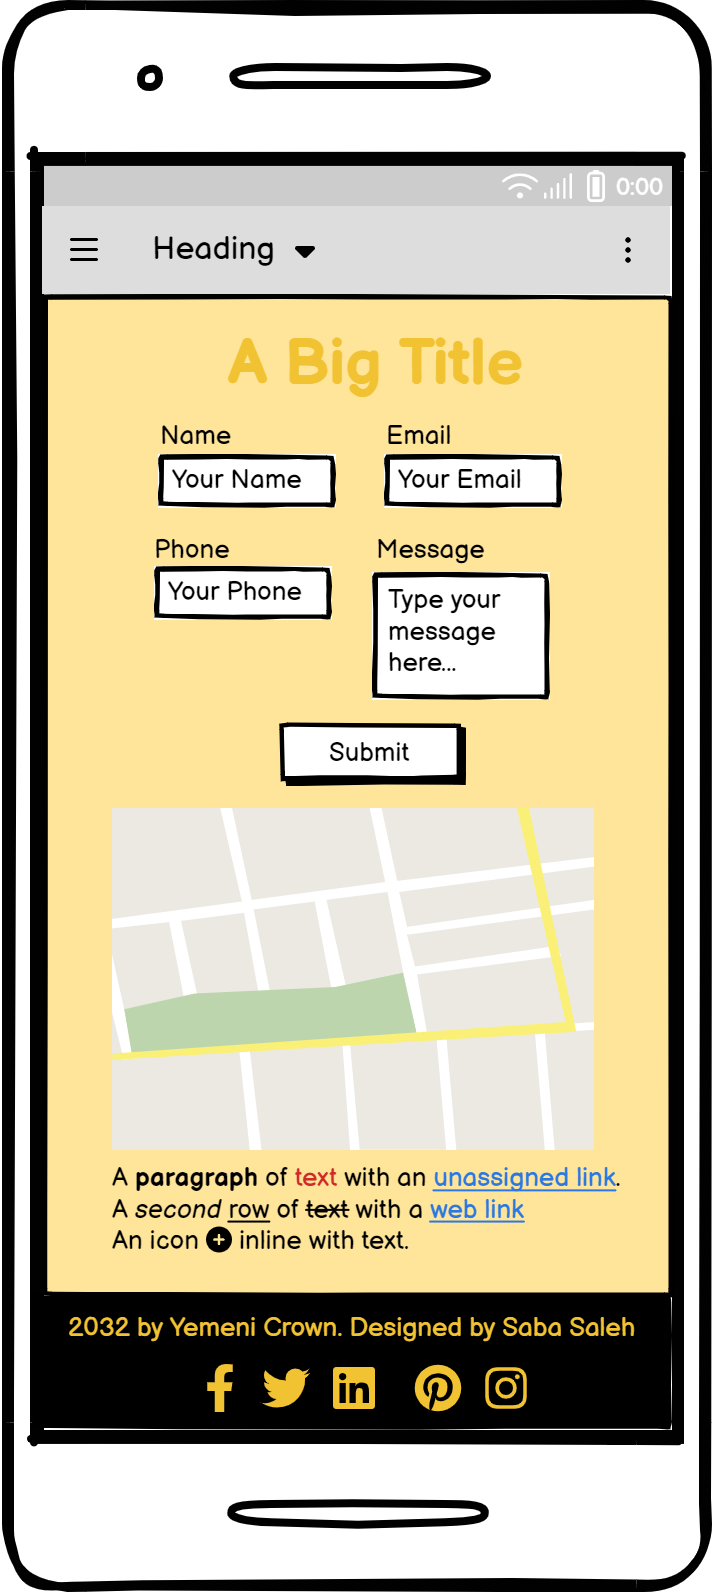 0:00
Heading
A Big Title
Name
Email
Your Name
Your Email
Phone
Message
Your Phone
Type your
message
here...
Submit
A paragraph of text with an unassigned link.
A second row of text with a web link
An icon inline with text.
2032 by Yemeni Crown. Designed by Saba Saleh